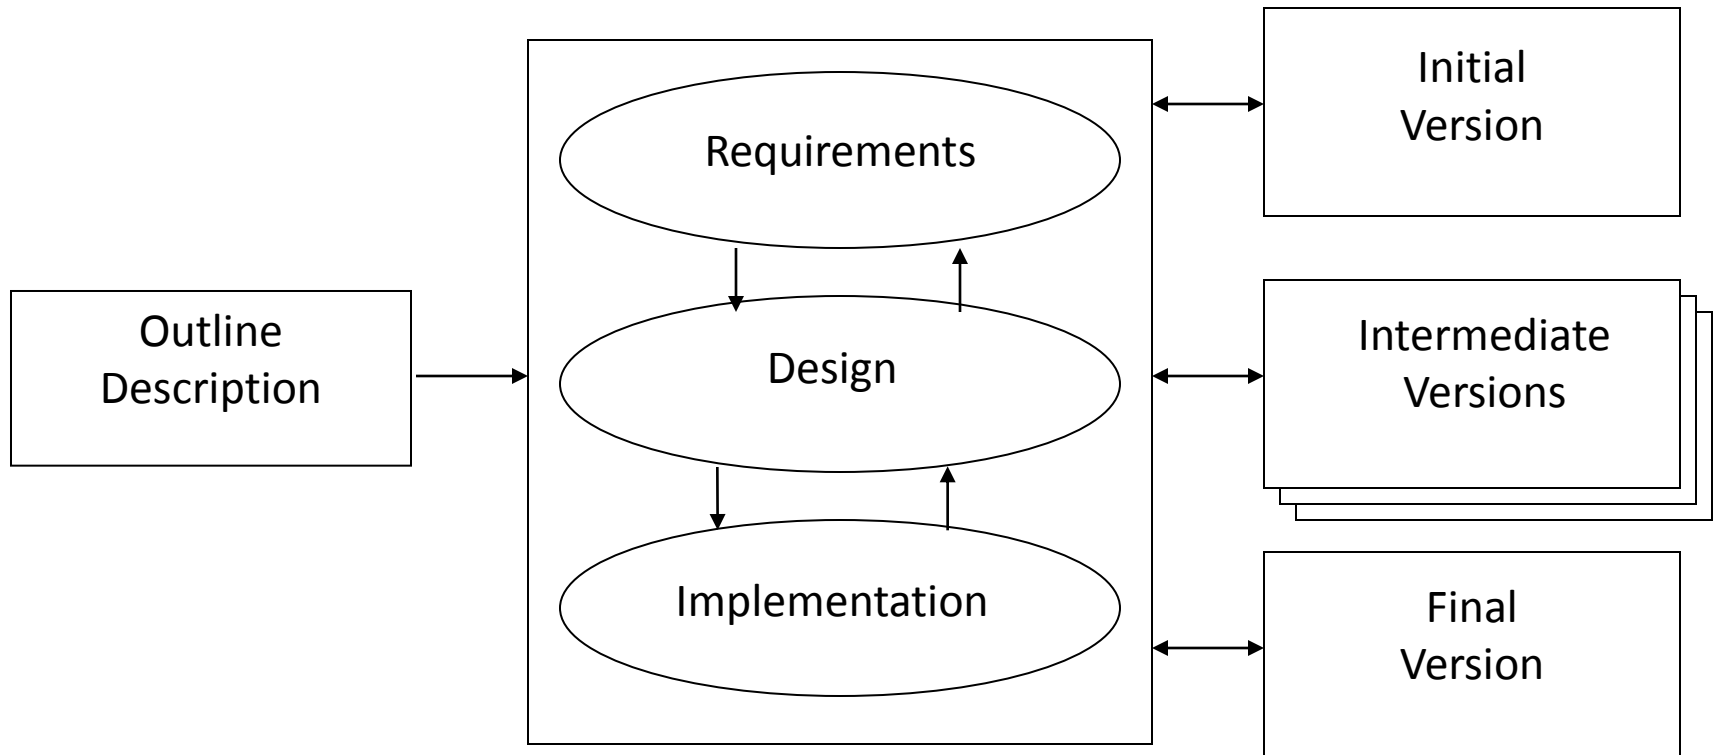 Outline
Description
Requirements
Design
Implementation
Initial
Version
Intermediate
Versions
Final
Version